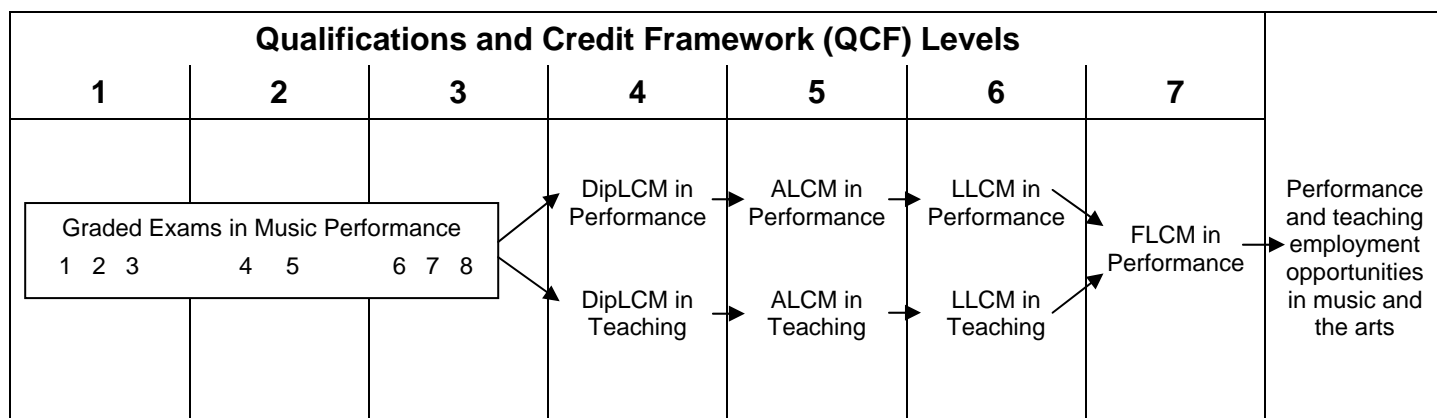 Qualifications and Credit Framework (QCF) Levels
1 2 3 4 5 6 7
Graded Exams in Music Performance
1 2 3 4 5 6 7 8
DipLCM in
Performance
ALCM in
Performance
LLCM in
Performance
DipLCM in
Teaching
ALCM in
Teaching
LLCM in
Teaching
FLCM in
Performance
Performance
and teaching
employment
opportunities
in music and
the arts